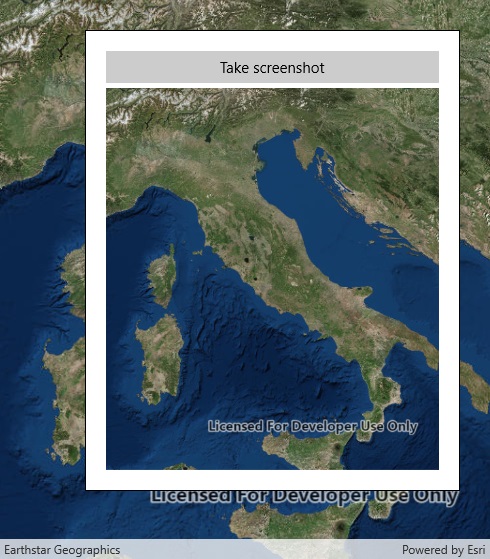 Take screenshot
Licensed For Developer Use Only
Licensed For Developer Use Only
Earthstar Geographics
Powered by Esri